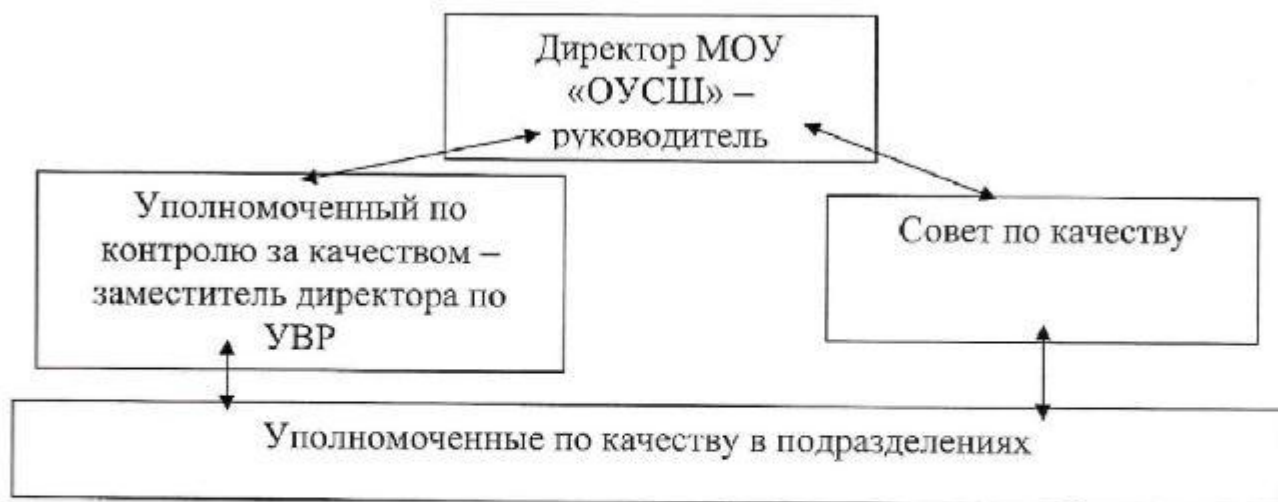 Директор МОУ
«ОУСШ» –
руководитель
Уполномоченный по
контролю за качеством –
заместитель директора по
УВР
Совет по качеству
Уполномоченные по качеству в подразделениях